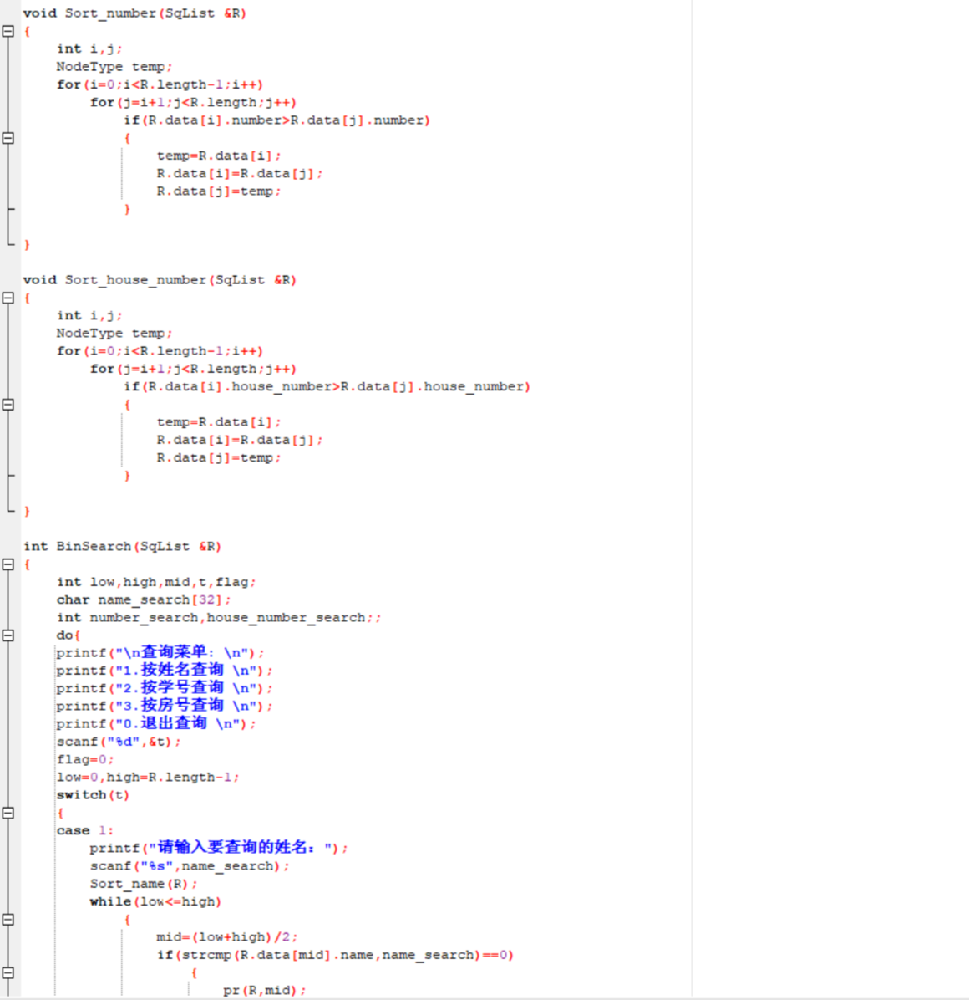 void Sort_number(SqList &R)
{
    int i,j;
    NodeType temp;
    for(i=0;i<R.length-1;i++)
        for(j=i+1;j<R.length;j++)
            if(R.data[i].number>R.data[j].number)
            {
                temp=R.data[i];
                R.data[i]=R.data[j];
                R.data[j]=temp;
            }
}
void Sort_house_number(SqList &R)
{
    int i,j;
    NodeType temp;
    for(i=0;i<R.length-1;i++)
        for(j=i+1;j<R.length;j++)
            if(R.data[i].house_number>R.data[j].house_number)
            {
                temp=R.data[i];
                R.data[i]=R.data[j];
                R.data[j]=temp;
            }
}
int BinSearch(SqList &R)
{
    int low,high,mid,t,flag;
    char name_search[32];
    int number_search,house_number_search;;
    do{
    printf("\n查询菜单: \n");
    printf("1.按姓名查询 \n");
    printf("2.按学号查询 \n");
    printf("3.按房号查询 \n");
    printf("0.退出查询 \n");
    scanf("%d",&t);
    flag=0;
    low=0,high=R.length-1;
    switch(t)
    {
    case 1:
        printf("请输入要查询的姓名：");
        scanf("%s",name_search);
        Sort_name(R);
        while(low<=high)
            {
                mid=(low+high)/2;
                if(strcmp(R.data[mid].name,name_search)==0)
                    {
                        pr(R,mid);